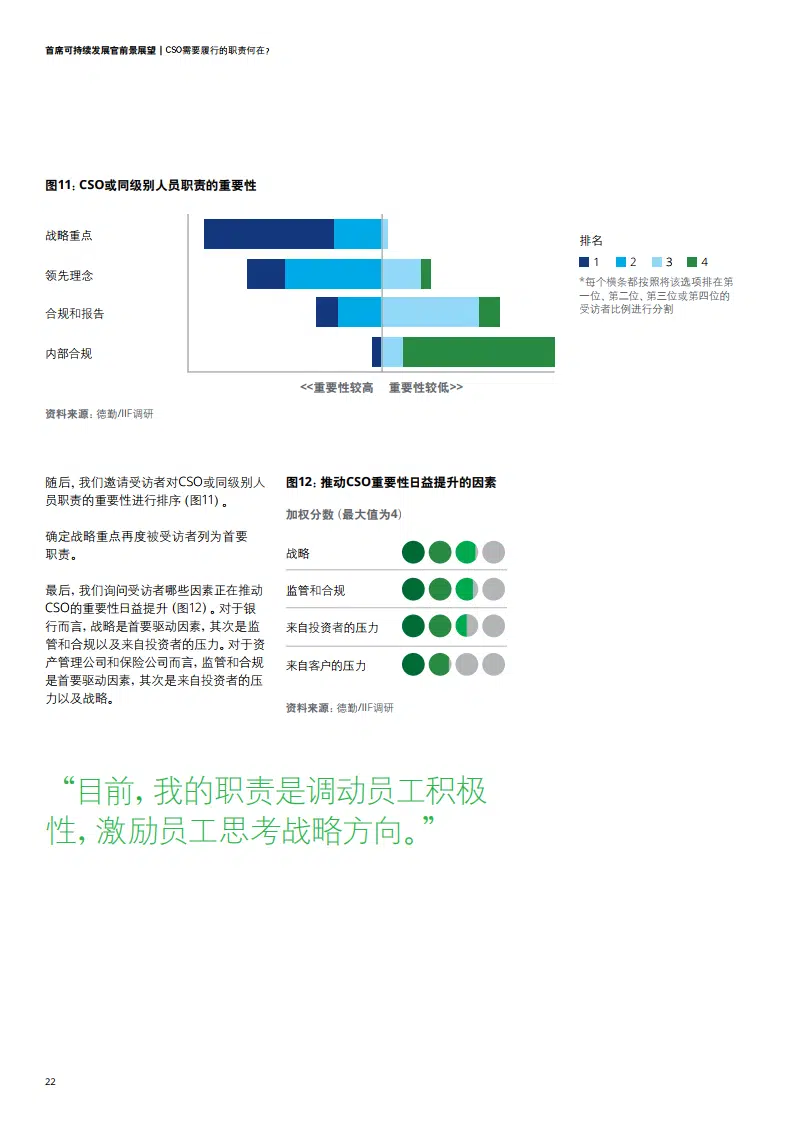 首席可持续发展官前景展望 | CSO需要履行的职责何在?
图11: CSO或同级别人员职责的重要性
战略重点
领先理念
合规和报告
内部合规
<<重要性较高 重要性较低>>
排名
1 2 3 4
*每个横条都按照将该选项排在第
一位、第二位、第三位或第四位的
受访者比例进行分割
资料来源: 德勤/IIF调研
随后, 我们邀请受访者对CSO或同级别人
员职责的重要性进行排序 (图11) 。
确定战略重点再度被受访者列为首要
职责。
最后, 我们询问受访者哪些因素正在推动
CSO的重要性日益提升 (图12) 。对于银
行而言, 战略是首要驱动因素, 其次是监
管和合规以及来自投资者的压力。对于资
产管理公司和保险公司而言, 监管和合规
是首要驱动因素, 其次是来自投资者的压
力以及战略。
图12: 推动CSO重要性日益提升的因素
加权分数 (最大值为4)
战略
监管和合规
来自投资者的压力
来自客户的压力
资料来源: 德勤/IIF调研
“目前, 我的职责是调动员工积极
性, 激励员工思考战略方向。”
22